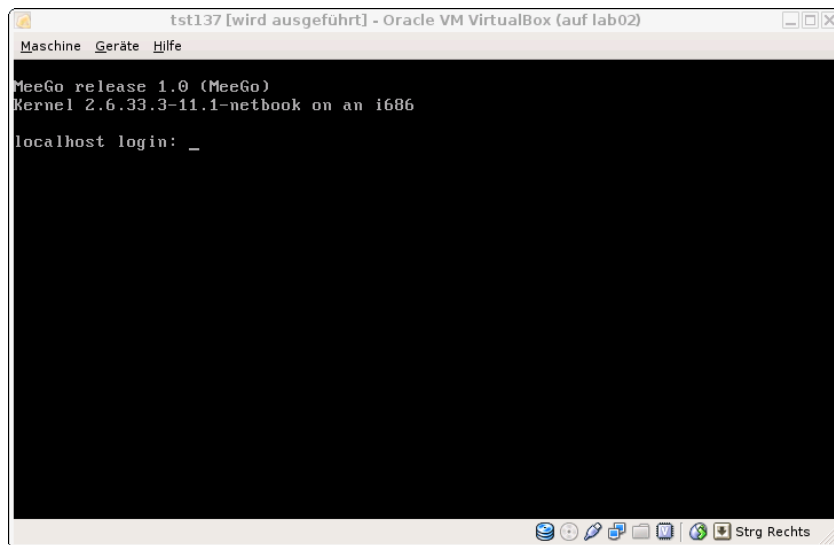 tst137 [wird ausgeführt] - Oracle VM VirtualBox (auf lab02)
Maschine Geräte Hilfe
MeeGo release 1.0 (MeeGo)
Kernel 2.6.33.3-11.1-netbook on an i686
localhost login: _
Strg Rechts